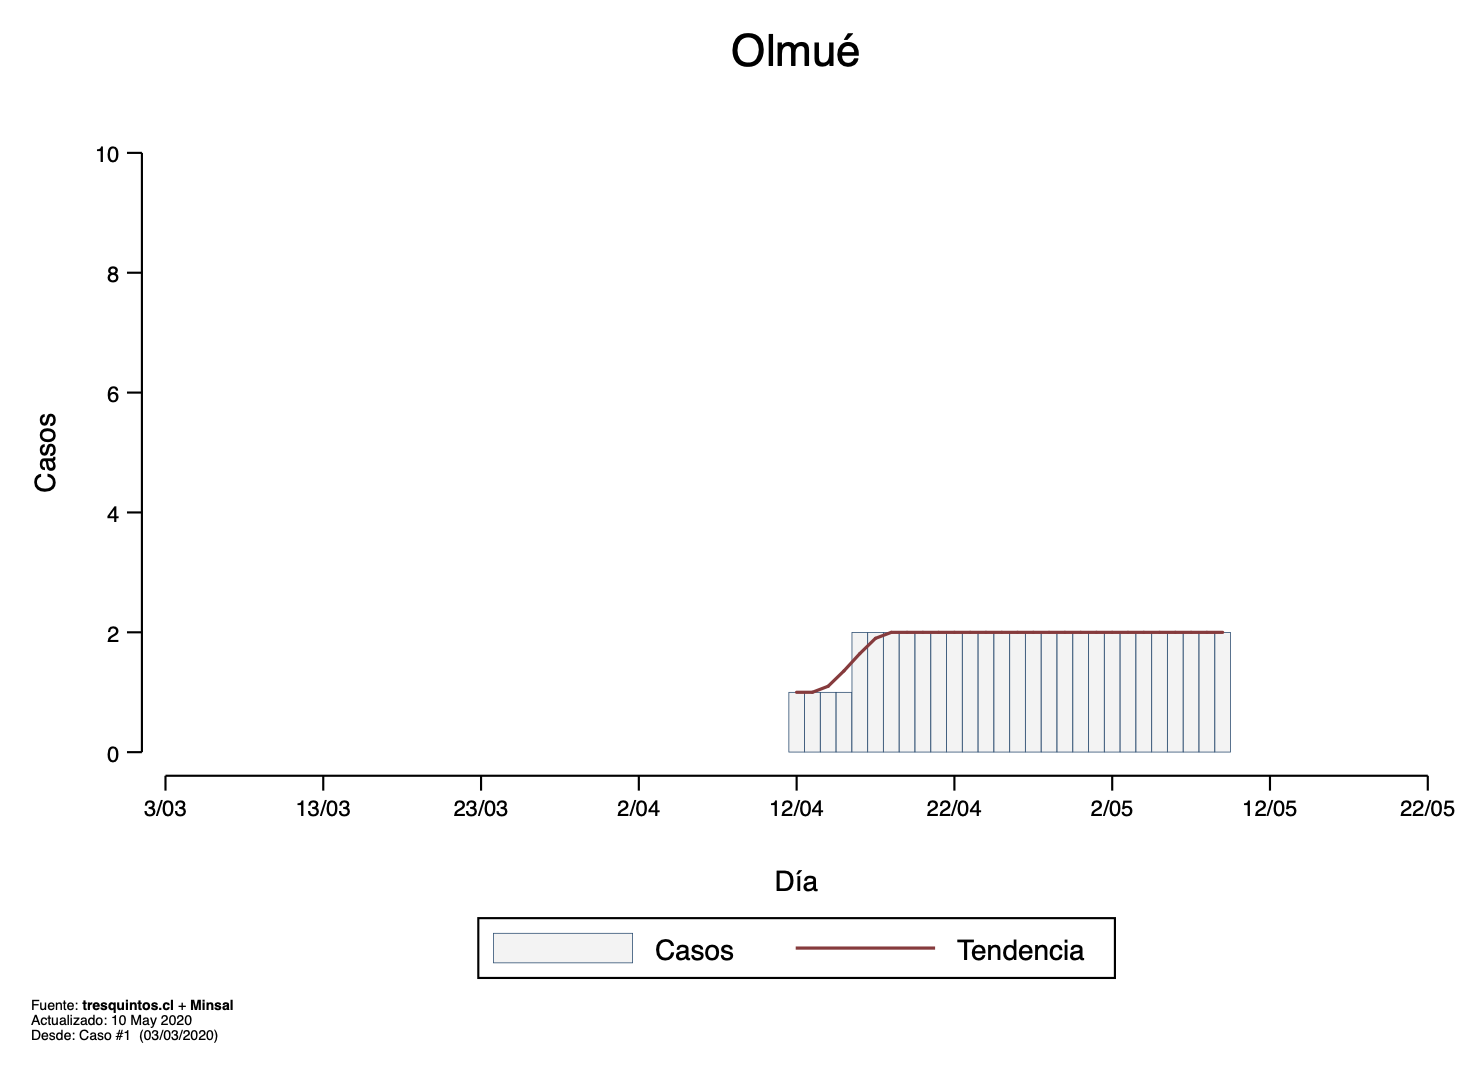 Olmué
10
8
6
4
2
0
Casos
3/03 13/03 23/03 2/04 12/04 22/04 2/05 12/05 22/05
Día
Casos Tendencia
Fuente: tresquintos.cl + Minsal
Actualizado: 10 May 2020
Desde: Caso #1 (03/03/2020)